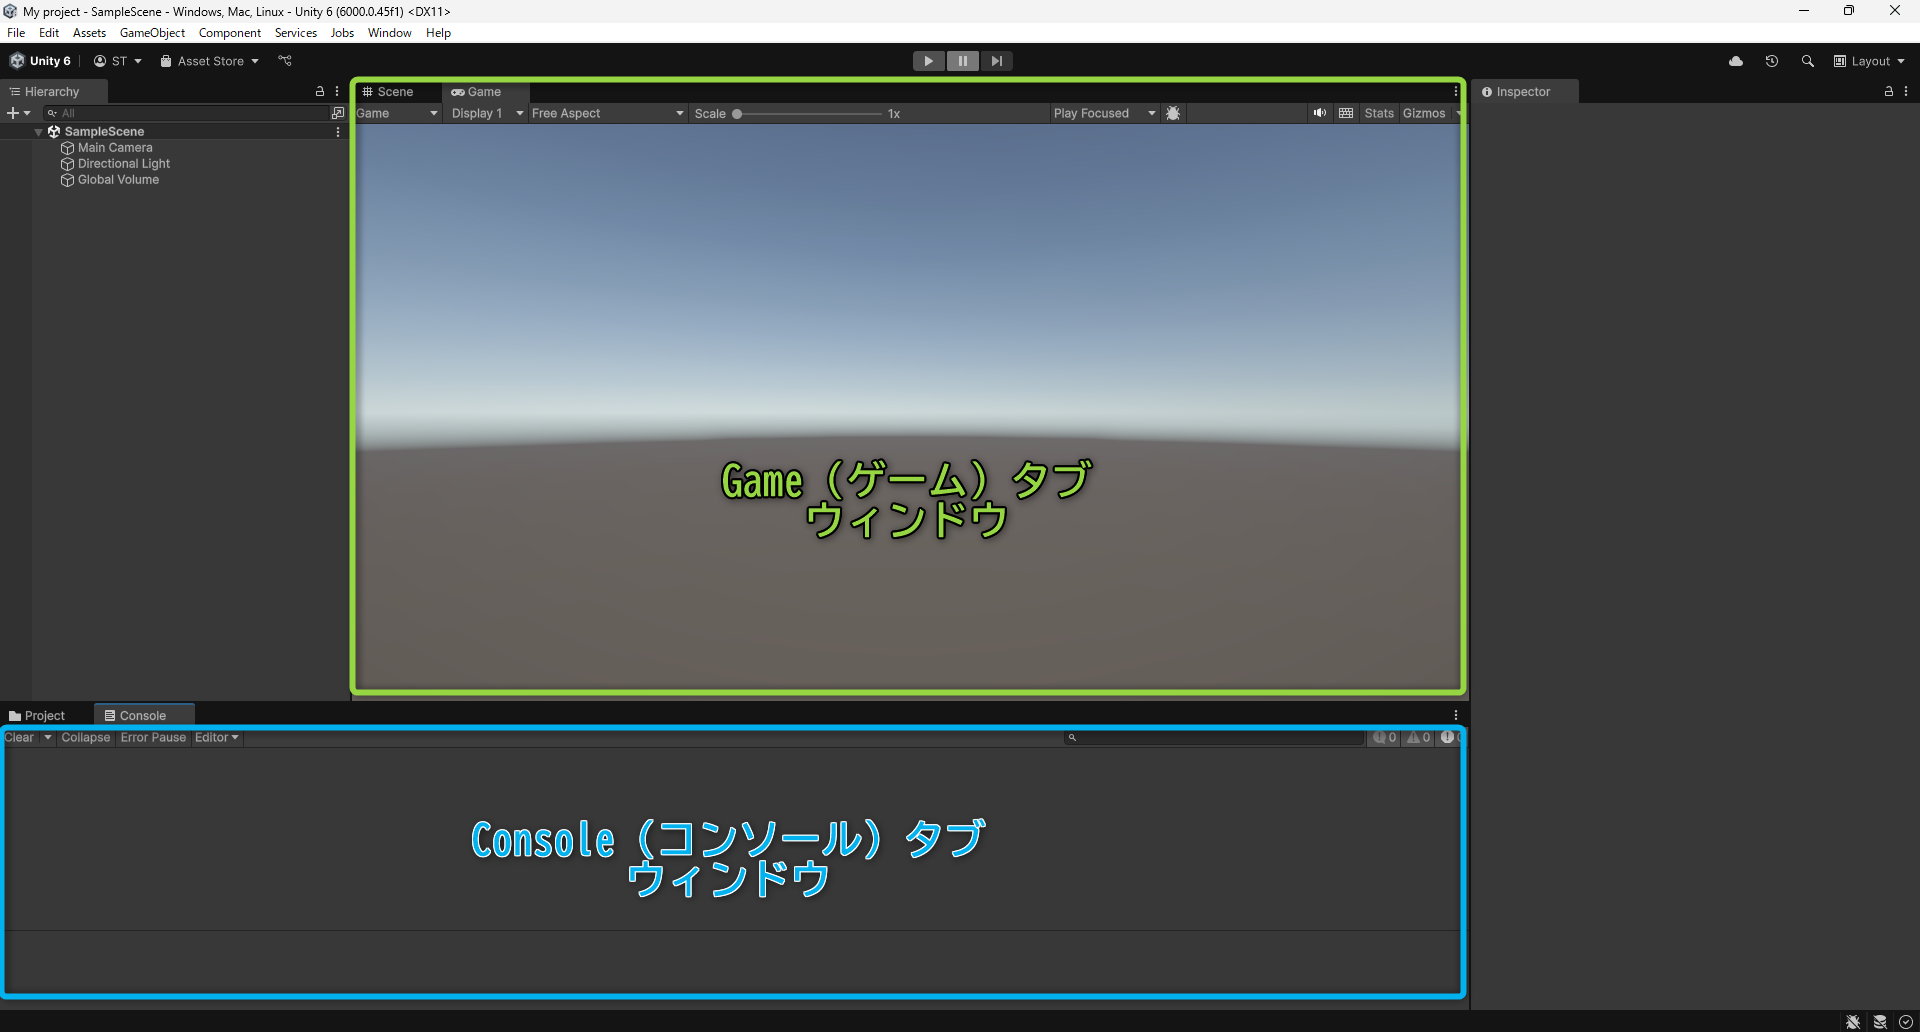 My project - SampleScene - Windows, Mac, Linux - Unity 6 (6000.0.45f1) <DX11>
File Edit Assets GameObject Component Services Jobs Window Help
Unity 6 ST Asset Store Layout
Hierarchy Scene Game Inspector
All Game Display 1 Free Aspect Scale 1x Play Focused Stats Gizmos
SampleScene
Main Camera
Directional Light
Global Volume
Game（ゲーム）タブ
ウィンドウ
Project Console
Clear Collapse Error Pause Editor 0 0
Console（コンソール）タブ
ウィンドウ